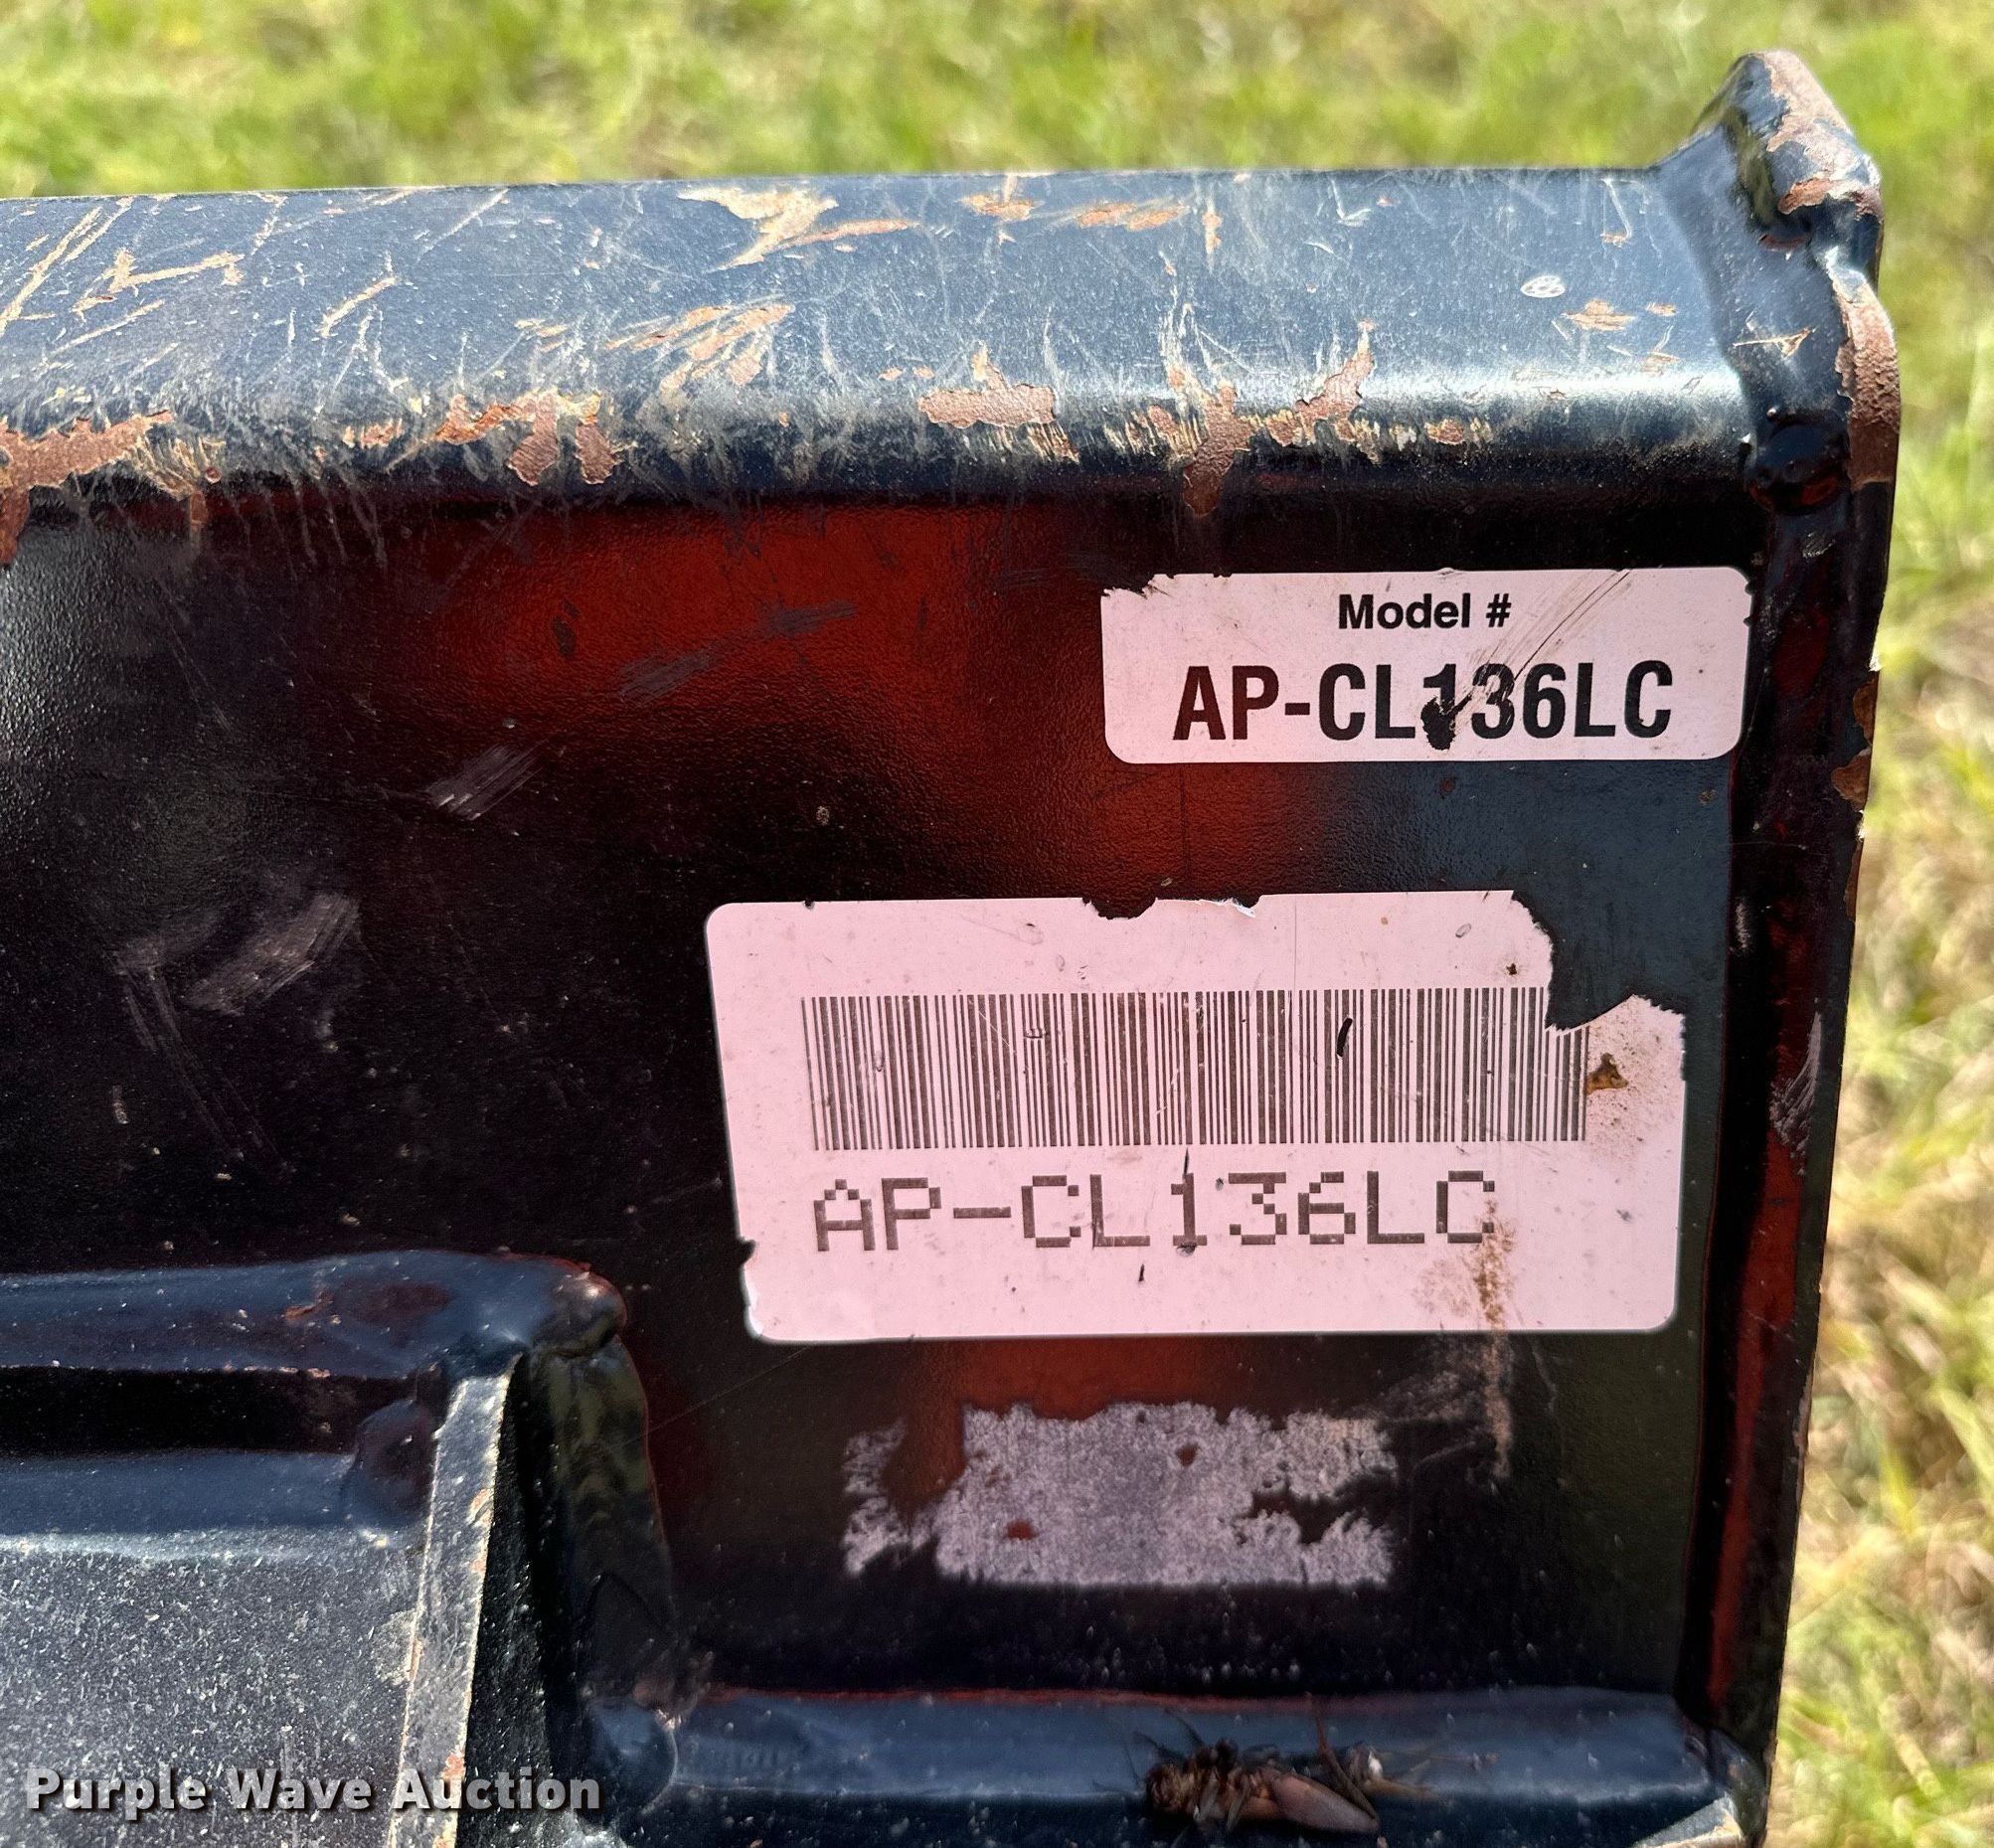 Model #
AP-CL136LC
AP-CL136LC
Purple Wave Auction